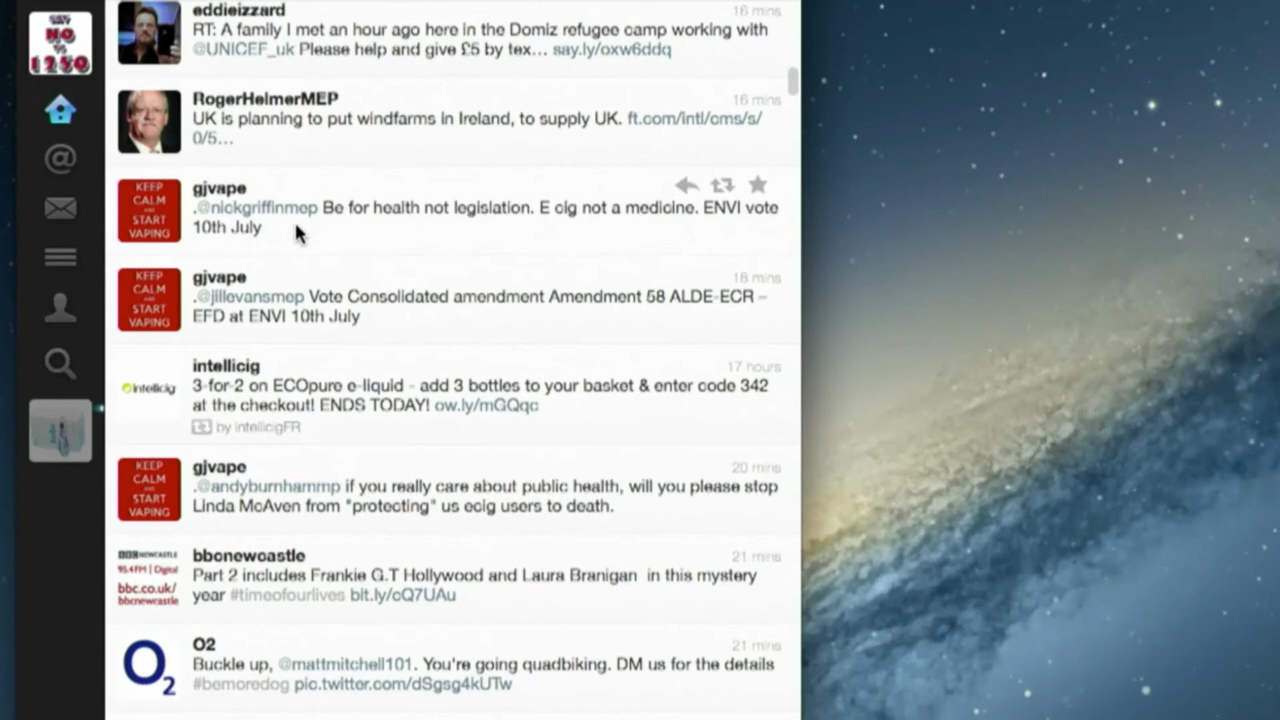 SAY
NO
TO
1250
eddieizzard
16 mins
RT: A family I met an hour ago here in the Domiz refugee camp working with
@UNICEF_uk Please help and give £5 by tex... say.ly/oxw6ddq
RogerHelmerMEP
16 mins
UK is planning to put windfarms in Ireland, to supply UK. ft.com/intl/cms/s/
0/5...
KEEP
CALM
AND
START
VAPING
gjvape
.@nickgriffinmep Be for health not legislation. E cig not a medicine. ENVI vote
10th July
KEEP
CALM
AND
START
VAPING
gjvape
18 mins
.@jillevansmep Vote Consolidated amendment Amendment 58 ALDE-ECR –
EFD at ENVI 10th July
intellicig
intellicig
17 hours
3-for-2 on ECOpure e-liquid - add 3 bottles to your basket & enter code 342
at the checkout! ENDS TODAY! ow.ly/mGQqc
by intellicigFR
KEEP
CALM
AND
START
VAPING
gjvape
20 mins
.@andyburnhammp if you really care about public health, will you please stop
Linda McAven from "protecting" us ecig users to death.
BBC NEWCASTLE
95.4FM | Digital
bbc.co.uk/
bbcnewcastle
bbcnewcastle
21 mins
Part 2 includes Frankie G.T Hollywood and Laura Branigan in this mystery
year #timeofourlives bit.ly/cQ7UAu
O2
O2
21 mins
Buckle up, @mattmitchell101. You're going quadbiking. DM us for the details
#bemoredog pic.twitter.com/dSgsg4kUTw